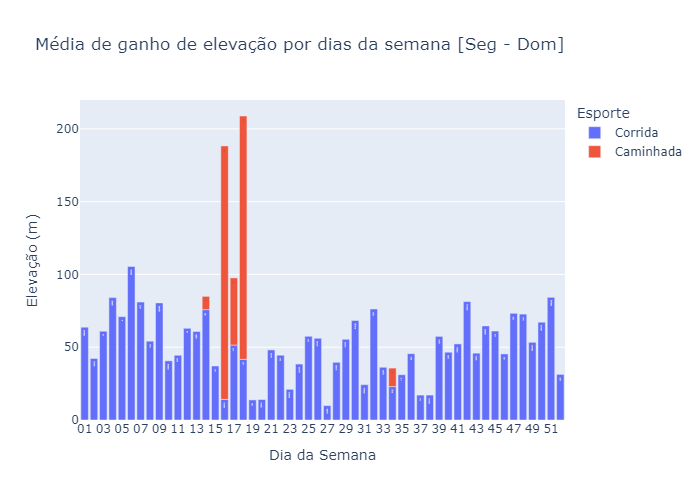 Média de ganho de elevação por dias da semana [Seg - Dom]
Esporte
Corrida
Caminhada
200
150
100
50
0
Elevação (m)
01 03 05 07 09 11 13 15 17 19 21 23 25 27 29 31 33 35 37 39 41 43 45 47 49 51
Dia da Semana